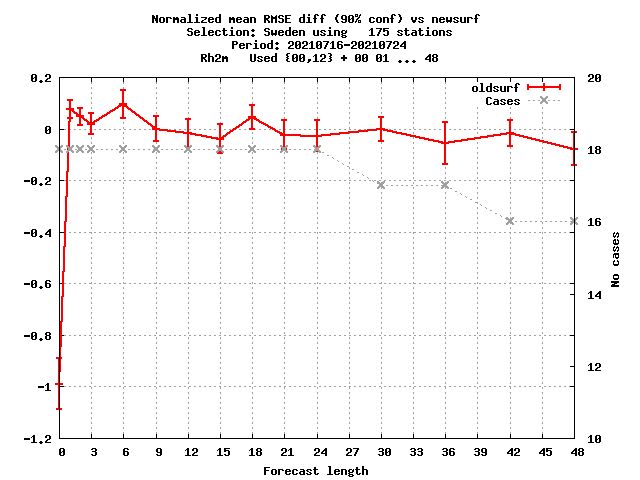 Normalized mean RMSE diff (90% conf) vs newsurf
Selection: Sweden using   175 stations
Period: 20210716-20210724
Rh2m   Used {00,12} + 00 01 ... 48
0,2
0
-0,2
-0,4
-0,6
-0,8
-1
-1,2
oldsurf
Cases
20
18
16
14
12
10
No cases
0 3 6 9 12 15 18 21 24 27 30 33 36 39 42 45 48
Forecast length